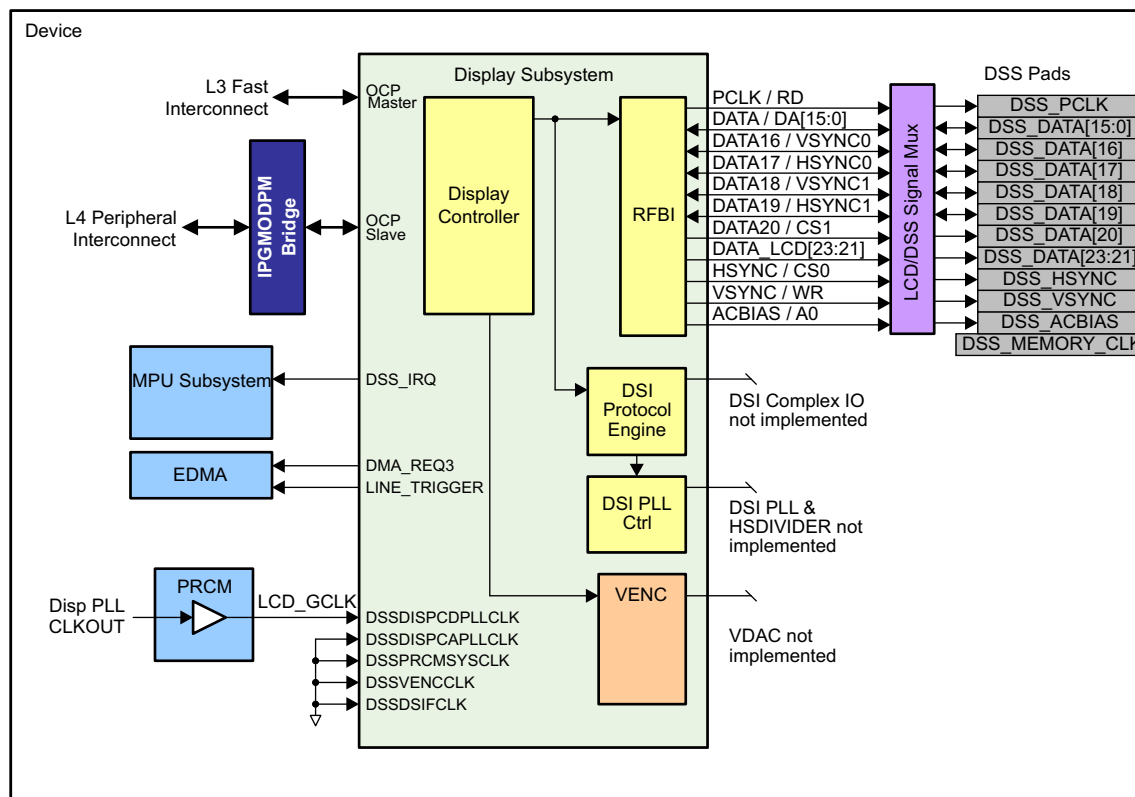 Device
Display Subsystem
L3 Fast
Interconnect
OCP
Master
Display
Controller
IPGMODPM
Bridge
L4 Peripheral
Interconnect
OCP
Slave
RFBI
PCLK / RD
DATA / DA[15:0]
DATA16 / VSYNC0
DATA17 / HSYNC0
DATA18 / VSYNC1
DATA19 / HSYNC1
DATA20 / CS1
DATA_LCD[23:21]
HSYNC / CS0
VSYNC / WR
ACBIAS / A0
LCD/DSS Signal Mux
DSS Pads
DSS_PCLK
DSS_DATA[15:0]
DSS_DATA[16]
DSS_DATA[17]
DSS_DATA[18]
DSS_DATA[19]
DSS_DATA[20]
DSS_DATA[23:21]
DSS_HSYNC
DSS_VSYNC
DSS_ACBIAS
DSS_MEMORY_CLK
MPU Subsystem
DSS_IRQ
EDMA
DMA_REQ3
LINE_TRIGGER
DSI
Protocol
Engine
DSI Complex IO
not implemented
DSI PLL
Ctrl
DSI PLL &
HSDIVIDER not
implemented
PRCM
Disp PLL
CLKOUT
LCD_GCLK
DSSDISPCDPLLCLK
DSSDISPCAPLLCLK
DSSPRCMSYSCLK
DSSVENCCLK
DSSDSIFCLK
VENC
VDAC not
implemented